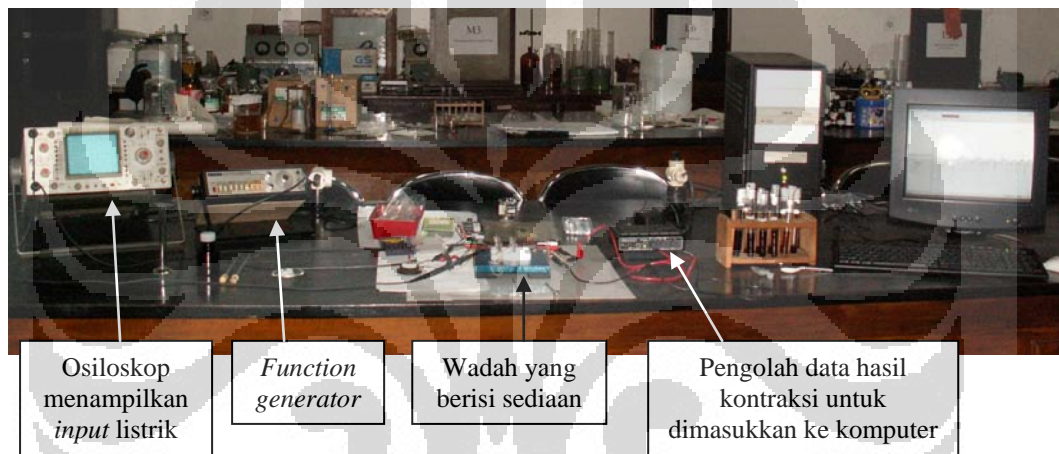 M3
GS
Osiloskop
menampilkan
input listrik
Function
generator
Wadah yang
berisi sediaan
Pengolah data hasil
kontraksi untuk
dimasukkan ke komputer